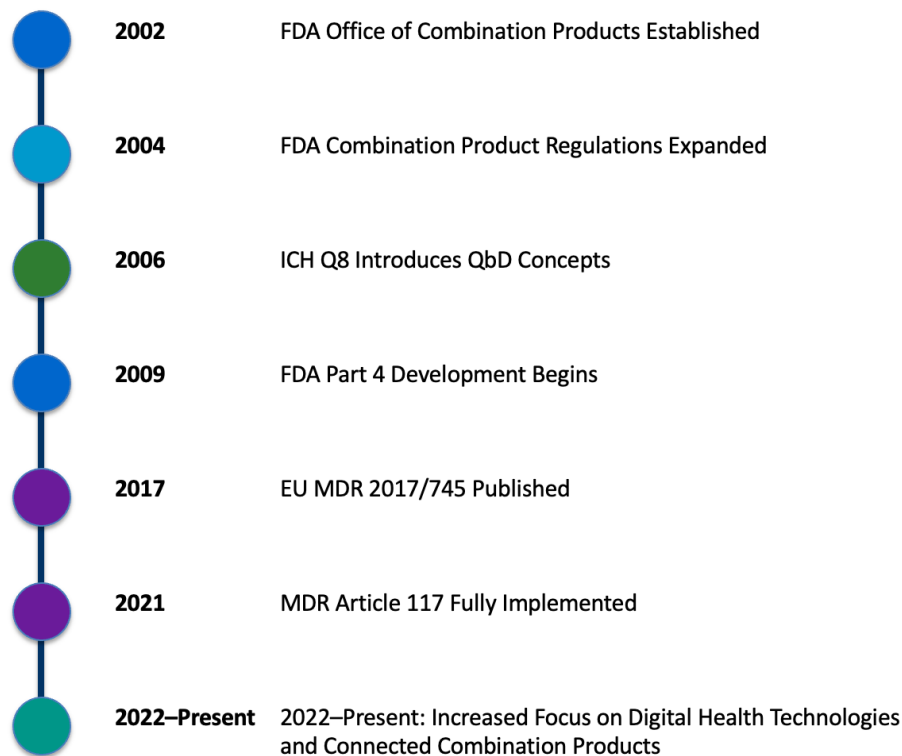 2002 FDA Office of Combination Products Established
2004 FDA Combination Product Regulations Expanded
2006 ICH Q8 Introduces QbD Concepts
2009 FDA Part 4 Development Begins
2017 EU MDR 2017/745 Published
2021 MDR Article 117 Fully Implemented
2022–Present 2022–Present: Increased Focus on Digital Health Technologies
and Connected Combination Products